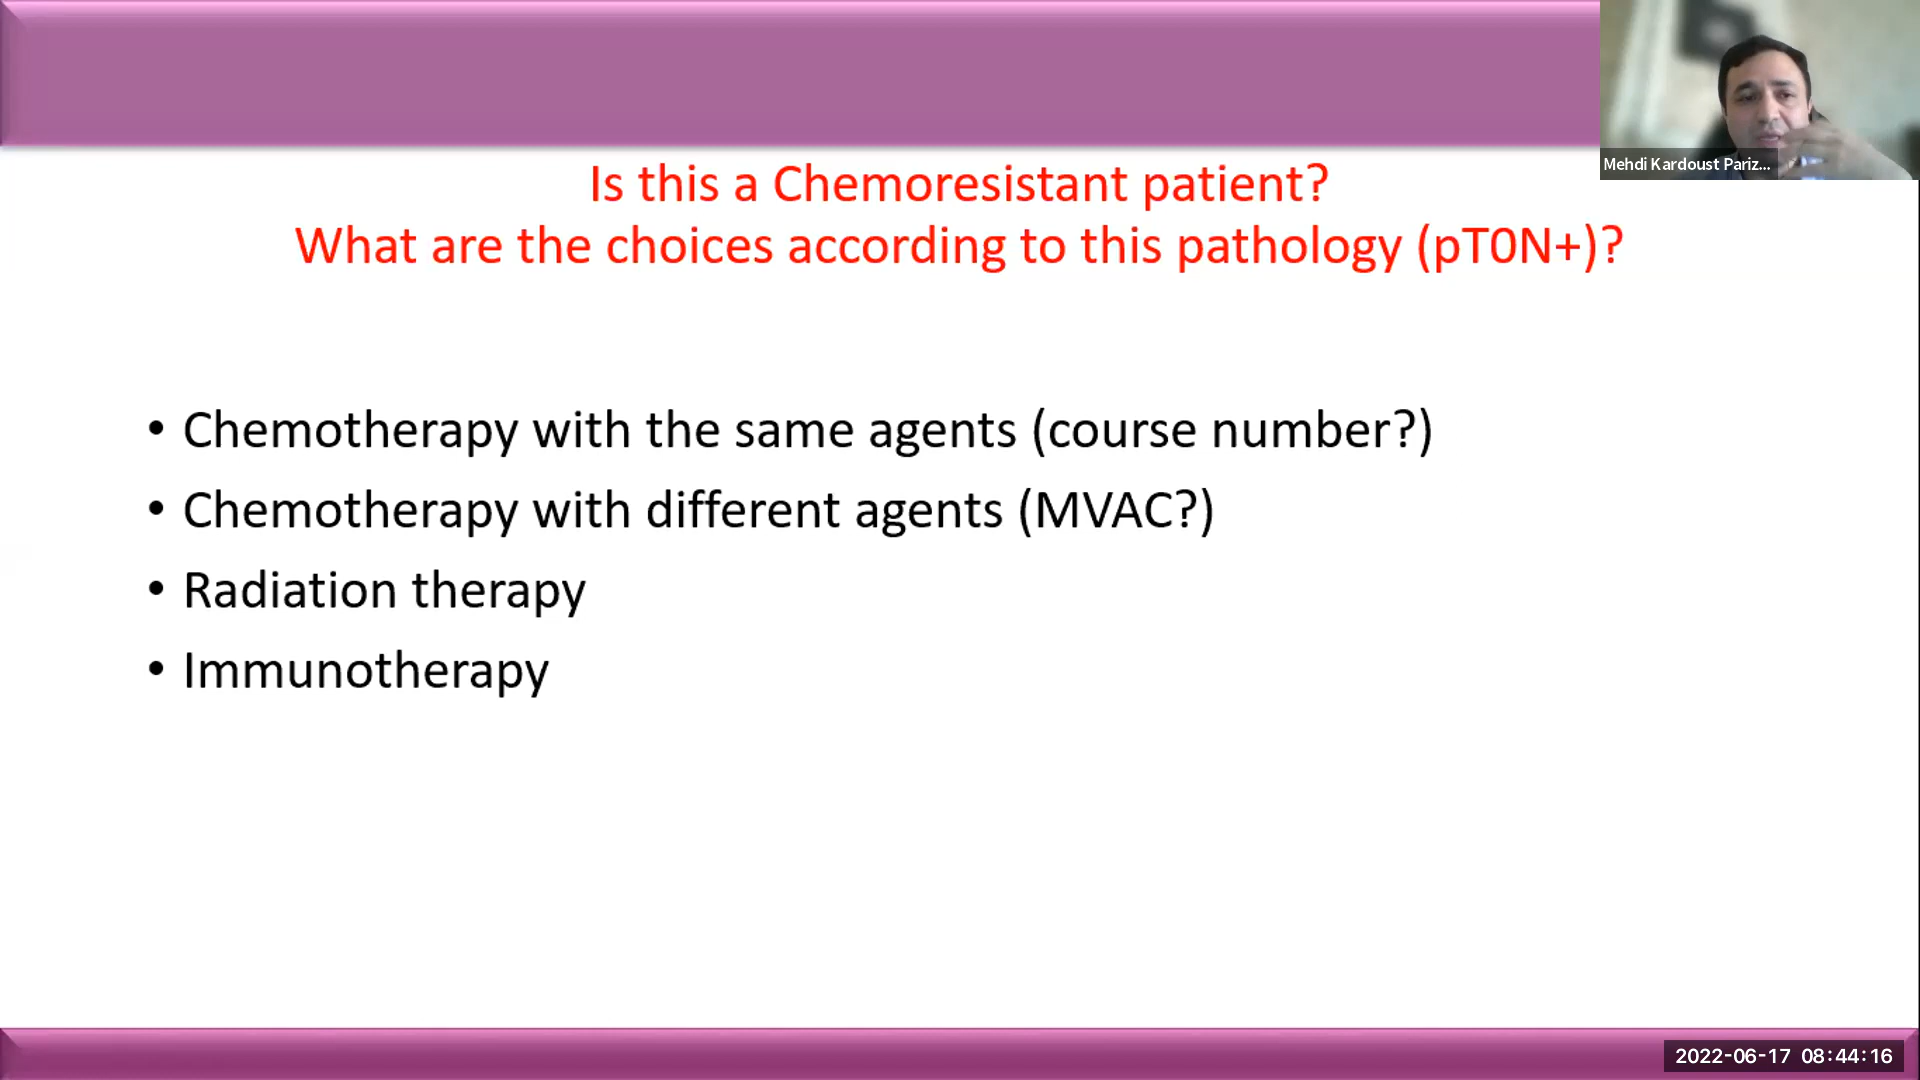 Mehdi Kardoust Pariz...
Is this a Chemoresistant patient?
What are the choices according to this pathology (pT0N+)?
• Chemotherapy with the same agents (course number?)
• Chemotherapy with different agents (MVAC?)
• Radiation therapy
• Immunotherapy
2022-06-17 08:44:16